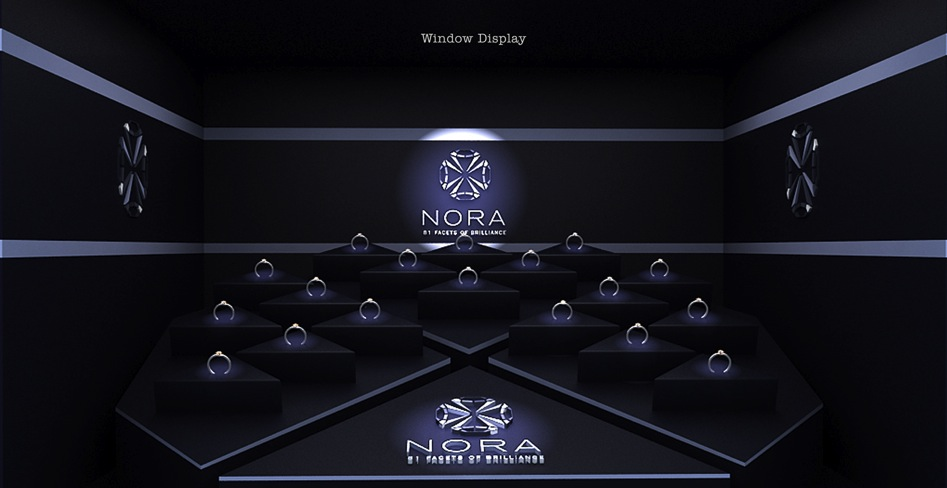 Window Display
NORA
81 FACETS OF BRILLIANCE
NORA
81 FACETS OF BRILLIANCE